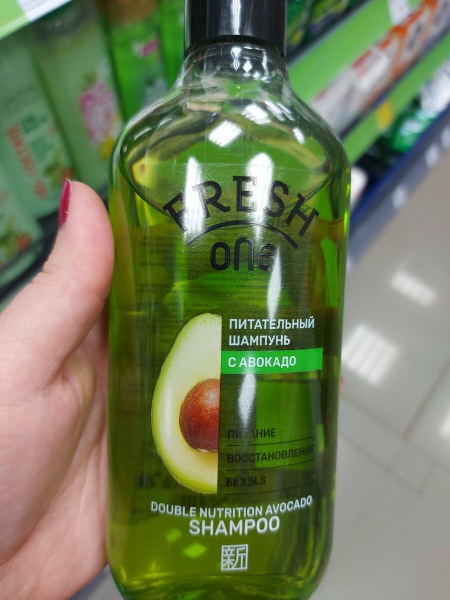 FRESH
one
ПИТАТЕЛЬНЫЙ
ШАМПУНЬ
С АВОКАДО
ПИТАНИЕ
ВОССТАНОВЛЕНИЕ
БЕЗ SLS
DOUBLE NUTRITION AVOCADO
SHAMPOO
新